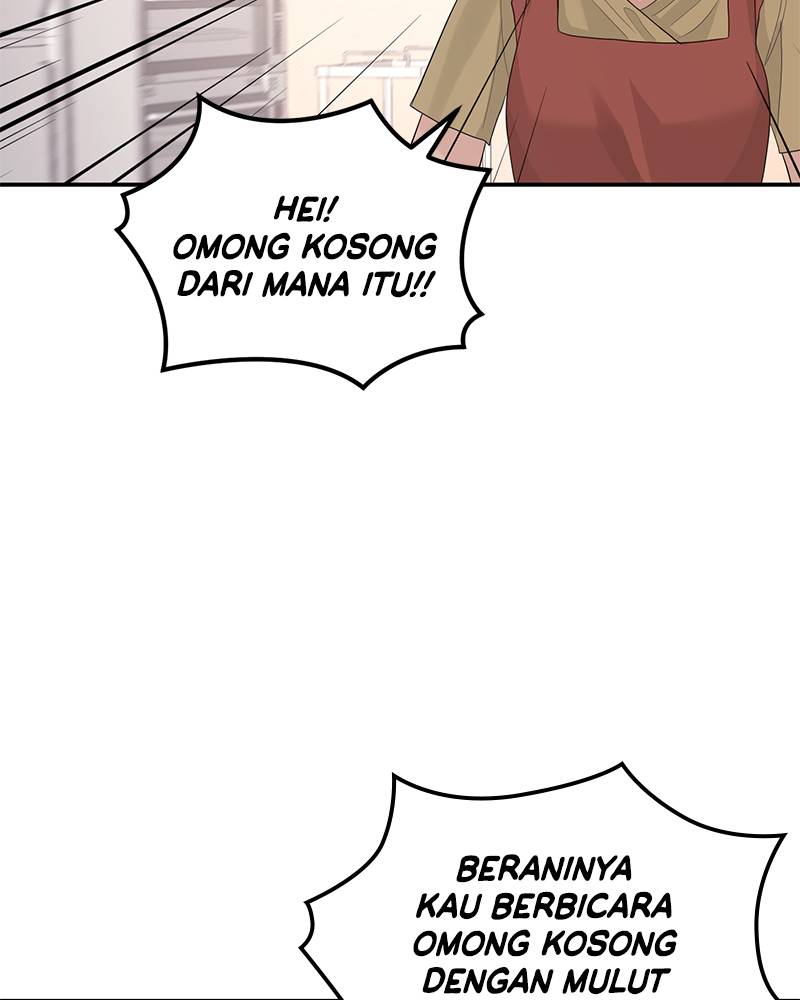 HEI!
OMONG KOSONG
DARI MANA ITU!!
BERANINYA
KAU BERBICARA
OMONG KOSONG
DENGAN MULUT